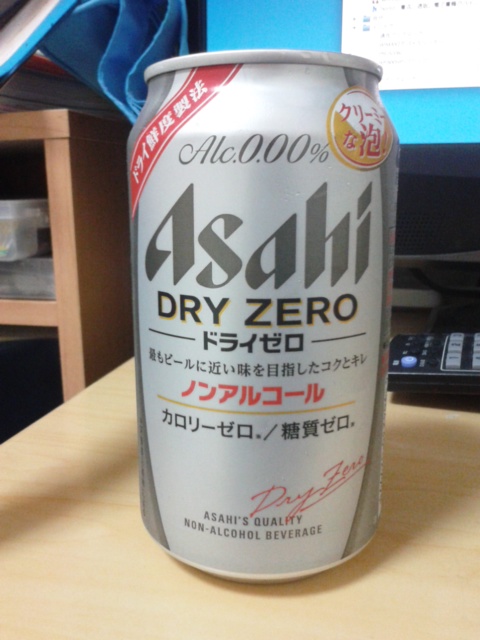 ドライ鮮度製法
クリーミー
な泡
Alc.0.00%
Asahi
DRY ZERO
ドライゼロ
最もビールに近い味を目指したコクとキレ
ノンアルコール
カロリーゼロ※/糖質ゼロ※
Dry Zero
ASAHI'S QUALITY
NON-ALCOHOL BEVERAGE